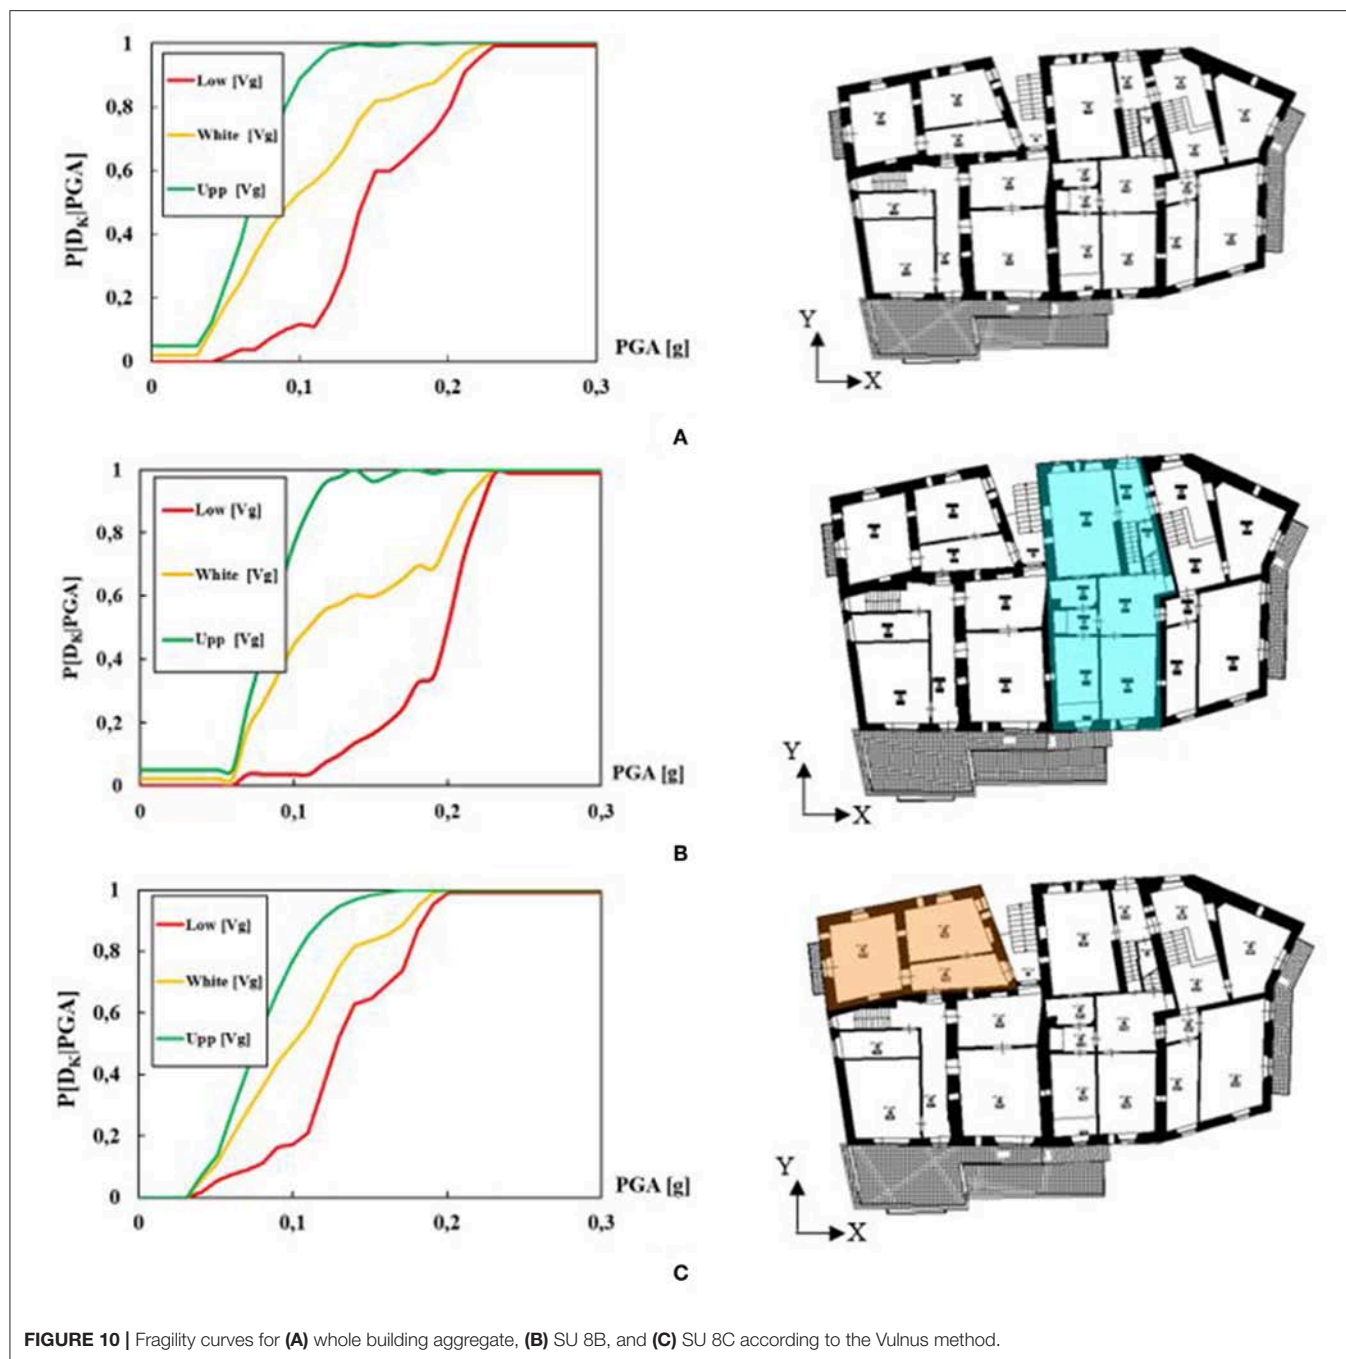 1
0,8
0,6
0,4
0,2
0
P[D_K|PGA]
Low [Vg]
White [Vg]
Upp [Vg]
0
0,1
0,2
0,3
PGA [g]
Y
X
A
1
0,8
0,6
0,4
0,2
0
P[D_K|PGA]
Low [Vg]
White [Vg]
Upp [Vg]
0
0,1
0,2
0,3
PGA [g]
Y
X
B
1
0,8
0,6
0,4
0,2
0
P[D_K|PGA]
Low [Vg]
White [Vg]
Upp [Vg]
0
0,1
0,2
0,3
PGA [g]
Y
X
C
FIGURE 10 | Fragility curves for (A) whole building aggregate, (B) SU 8B, and (C) SU 8C according to the Vulnus method.